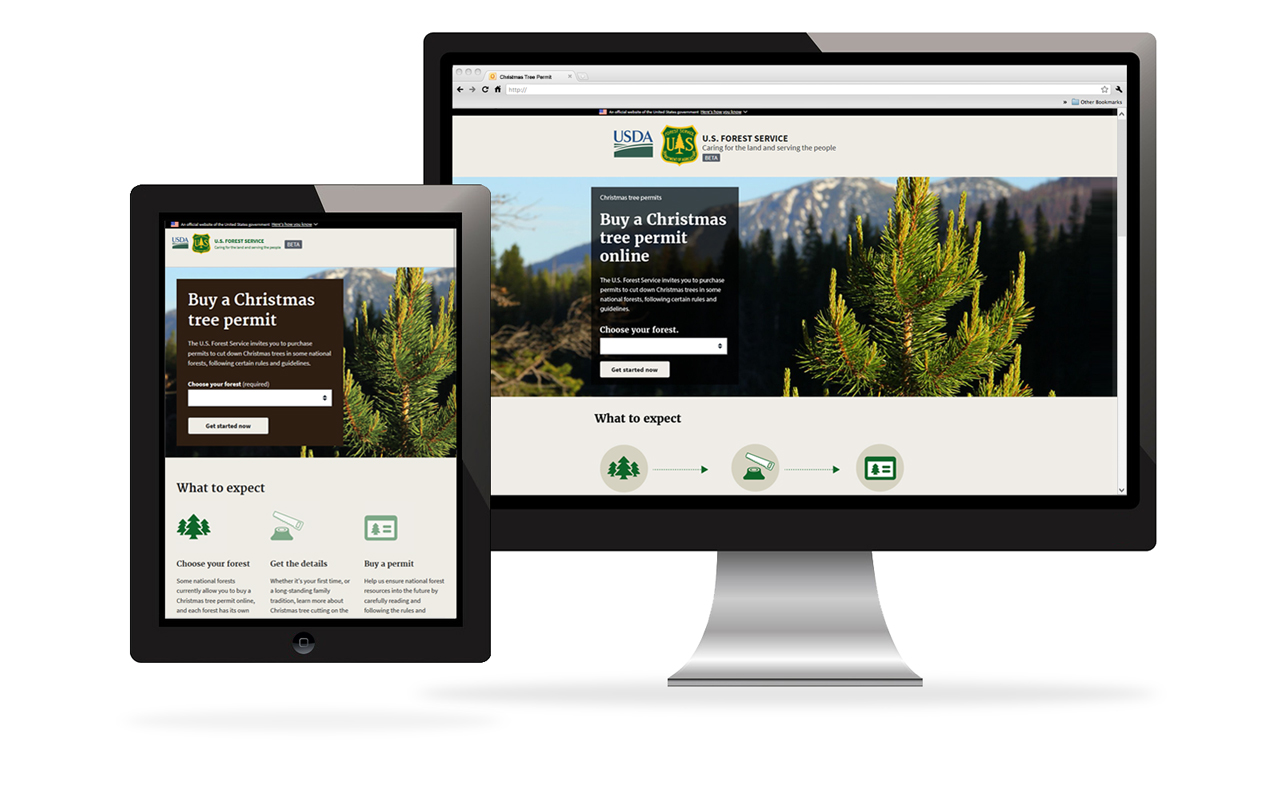 Christmas Tree Permit
http://
» Other Bookmarks
An official website of the United States government Here's how you know
USDA
FOREST SERVICE
U S
DEPARTMENT OF AGRICULTURE
U.S. FOREST SERVICE
Caring for the land and serving the people
BETA
Christmas tree permits
Buy a Christmas
tree permit
online
The U.S. Forest Service invites you to purchase
permits to cut down Christmas trees in some
national forests, following certain rules and
guidelines.
Choose your forest.
Get started now
What to expect
An official website of the United States government Here's how you know
USDA
U S
U.S. FOREST SERVICE
Caring for the land and serving the people
BETA
Buy a Christmas
tree permit
The U.S. Forest Service invites you to purchase
permits to cut down Christmas trees in some national
forests, following certain rules and guidelines.
Choose your forest (required)
Get started now
What to expect
Choose your forest
Some national forests
currently allow you to buy a
Christmas tree permit online,
and each forest has its own
Get the details
Whether it's your first time, or
a long-standing family
tradition, learn more about
Christmas tree cutting on the
Buy a permit
Help us ensure national forest
resources into the future by
carefully reading and
following the rules and